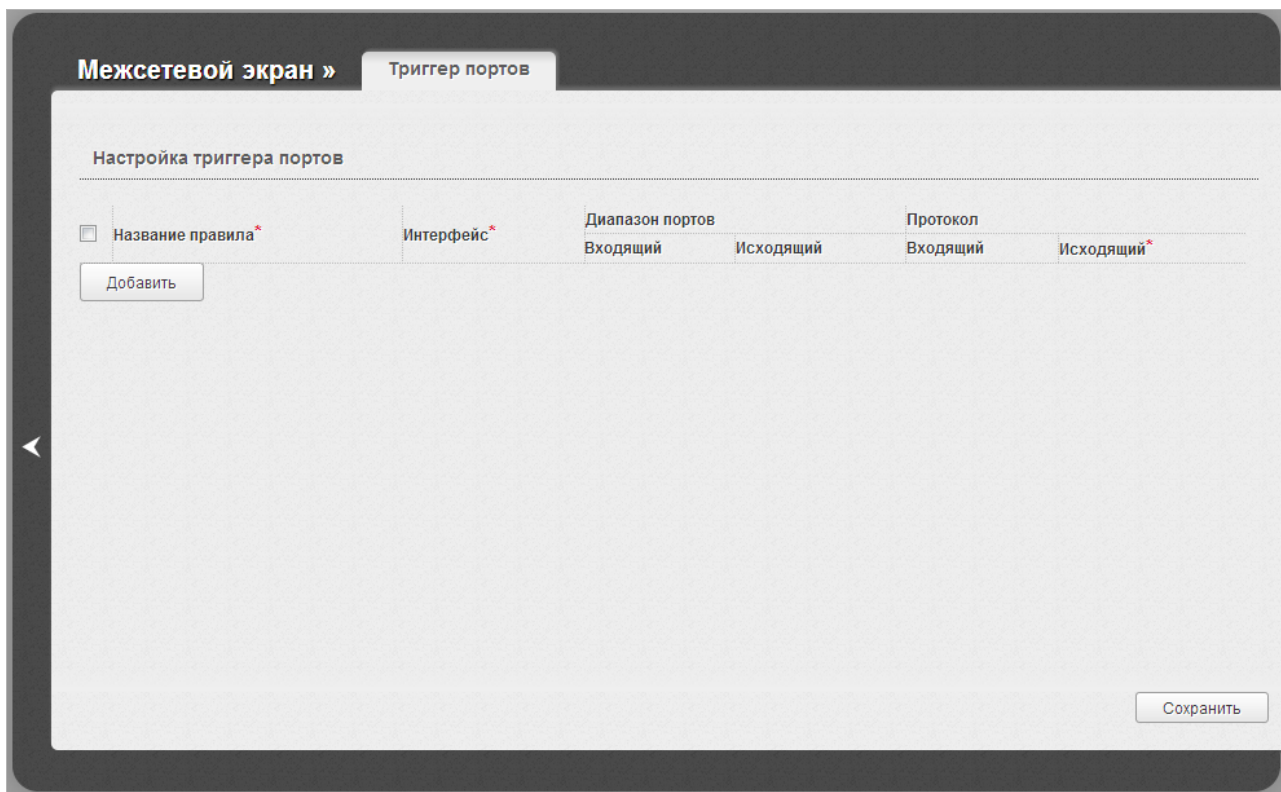 Межсетевой экран »
Триггер портов
Настройка триггера портов
Название правила*
Интерфейс*
Диапазон портов
Протокол
Входящий
Исходящий
Входящий
Исходящий*
Добавить
Сохранить